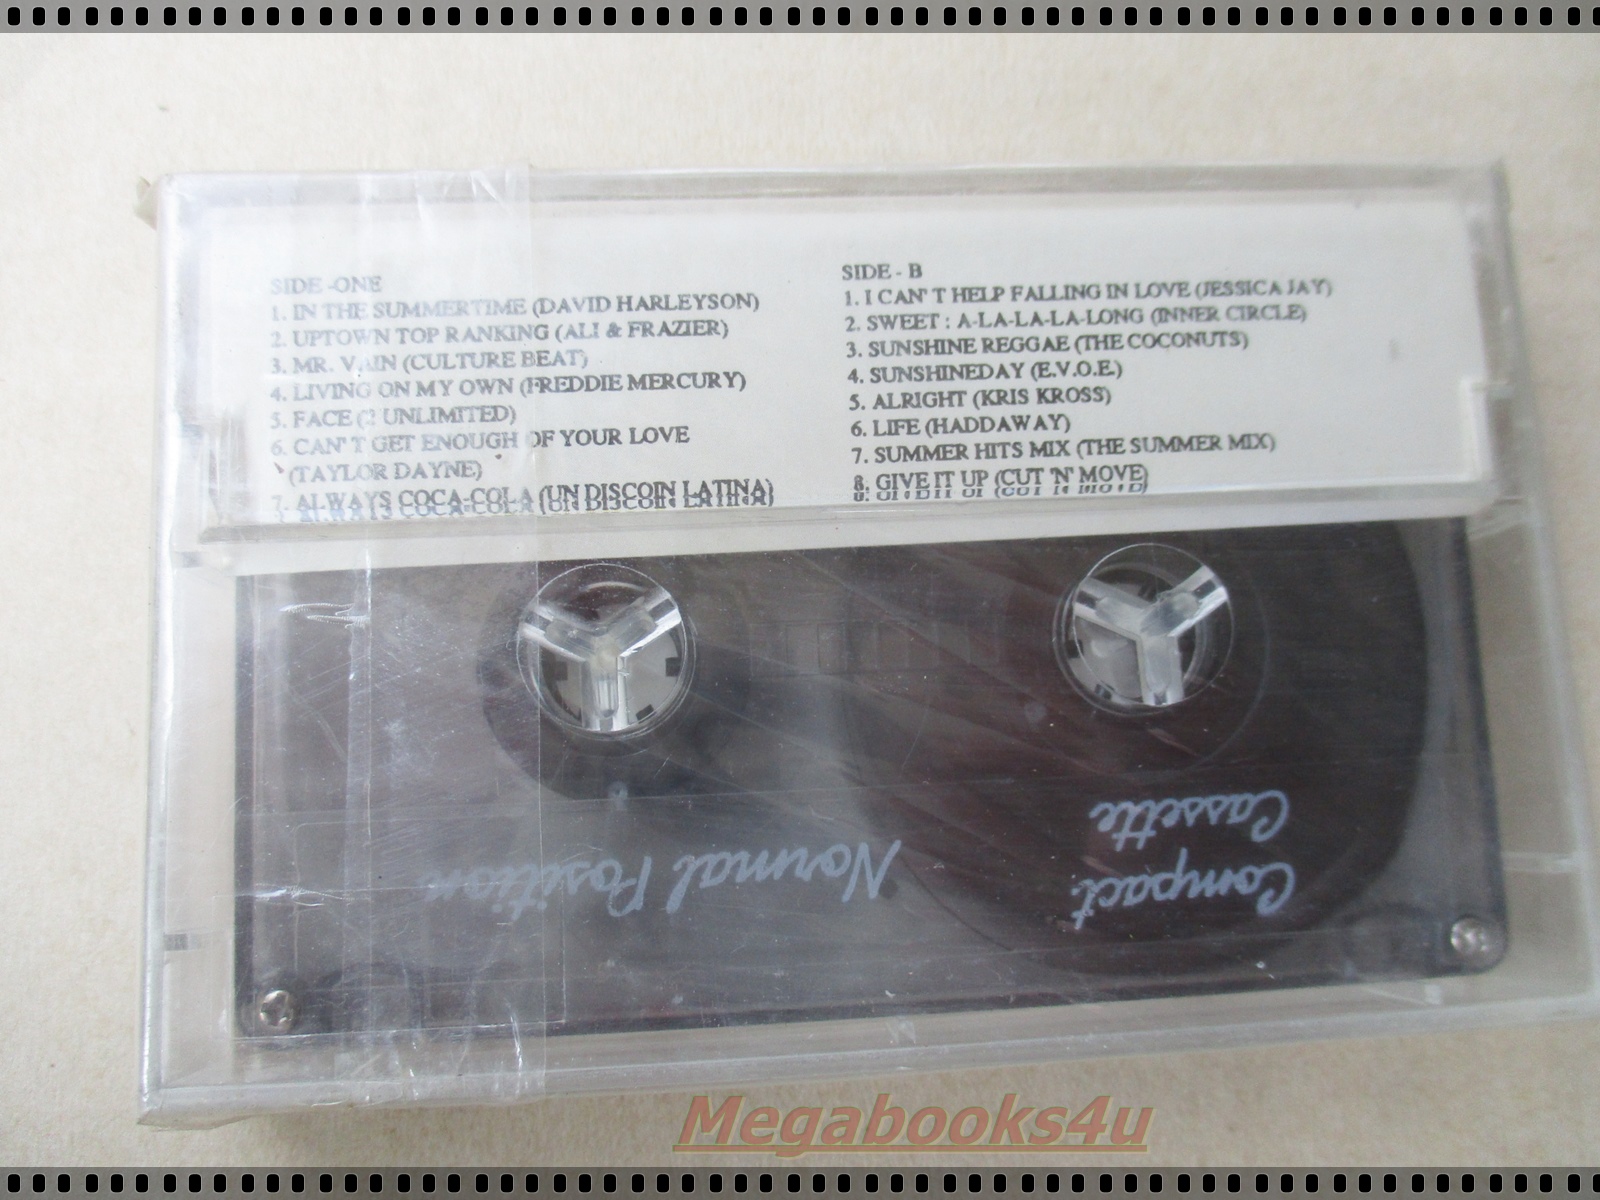 SIDE -ONE
1. IN THE SUMMERTIME (DAVID HARLEYSON)
2. UPTOWN TOP RANKING (ALI & FRAZIER)
3. MR. VAIN (CULTURE BEAT)
4. LIVING ON MY OWN (FREDDIE MERCURY)
5. FACE (2 UNLIMITED)
6. CAN'T GET ENOUGH OF YOUR LOVE
(TAYLOR DAYNE)
7. ALWAYS COCA-COLA (UN DISCOIN LATINA)
SIDE - B
1. I CAN'T HELP FALLING IN LOVE (JESSICA JAY)
2. SWEET : A-LA-LA-LA-LONG (INNER CIRCLE)
3. SUNSHINE REGGAE (THE COCONUTS)
4. SUNSHINEDAY (E.V.O.E.)
5. ALRIGHT (KRIS KROSS)
6. LIFE (HADDAWAY)
7. SUMMER HITS MIX (THE SUMMER MIX)
8. GIVE IT UP (CUT 'N' MOVE)
Compact
Cassette
Normal Position
Megabooks4u